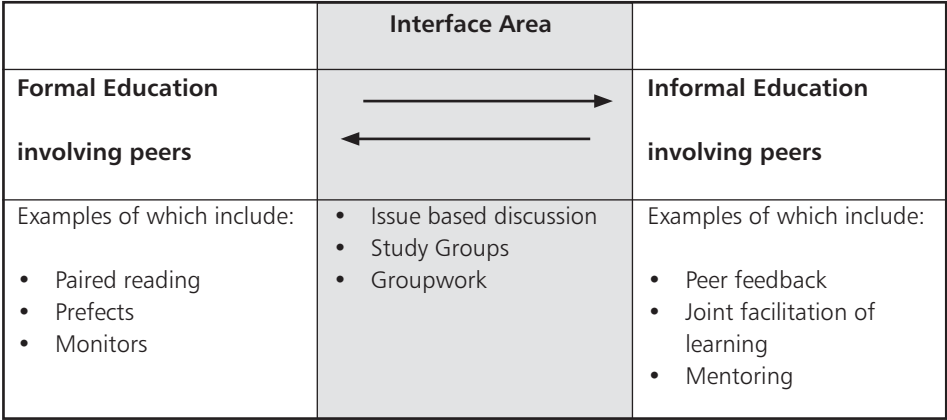 Interface Area
Formal Education
involving peers
Informal Education
involving peers
Examples of which include:
• Paired reading
• Prefects
• Monitors
• Issue based discussion
• Study Groups
• Groupwork
Examples of which include:
• Peer feedback
• Joint facilitation of
learning
• Mentoring